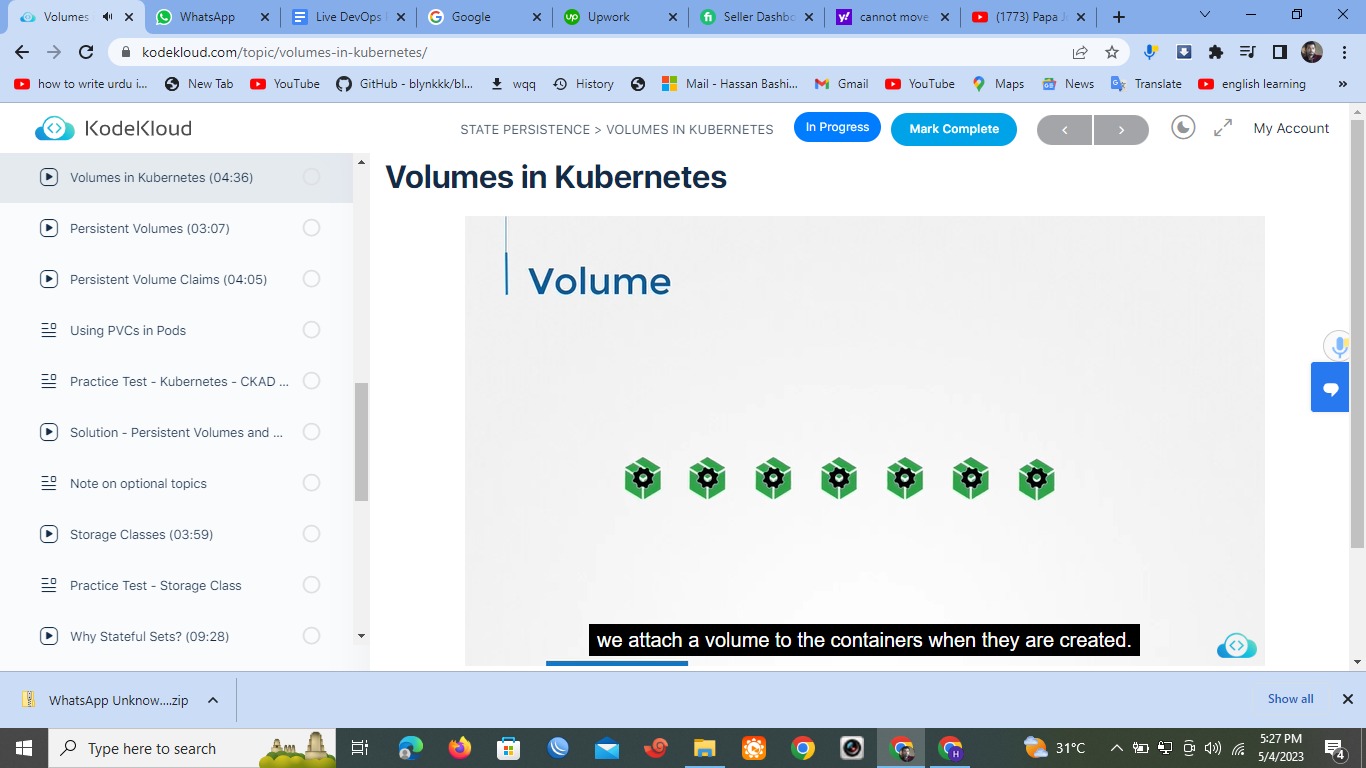 Volumes
WhatsApp
Live DevOps
Google
Upwork
Seller Dashbo
cannot move
(1773) Papa J
kodekloud.com/topic/volumes-in-kubernetes/
how to write urdu i...
New Tab
YouTube
GitHub - blynkkk/bl...
wqq
History
Mail - Hassan Bashi...
Gmail
YouTube
Maps
News
Translate
english learning
»
KodeKloud
STATE PERSISTENCE > VOLUMES IN KUBERNETES
In Progress
Mark Complete
My Account
Volumes in Kubernetes (04:36)
Persistent Volumes (03:07)
Persistent Volume Claims (04:05)
Using PVCs in Pods
Practice Test - Kubernetes - CKAD ...
Solution - Persistent Volumes and ...
Note on optional topics
Storage Classes (03:59)
Practice Test - Storage Class
Why Stateful Sets? (09:28)
Volumes in Kubernetes
Volume
we attach a volume to the containers when they are created.
WhatsApp Unknow....zip
Show all
Type here to search
31°C
5:27 PM
5/4/2023
4